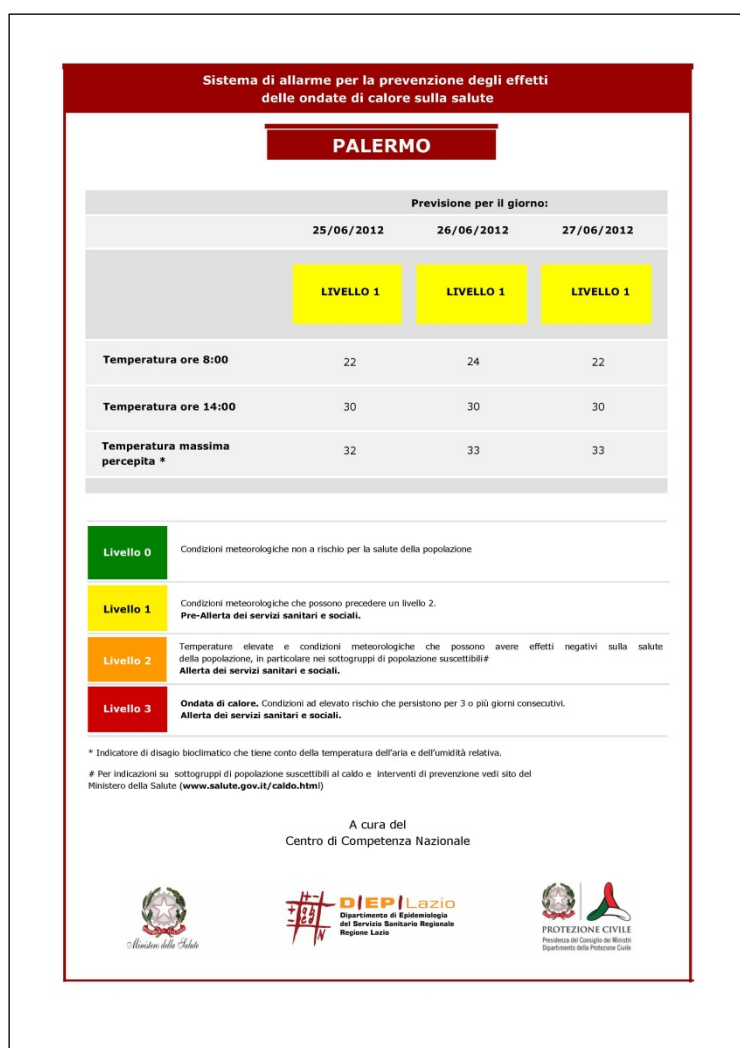 Sistema di allarme per la prevenzione degli effetti
delle ondate di calore sulla salute
PALERMO
Previsione per il giorno:
25/06/2012 26/06/2012 27/06/2012
LIVELLO 1 LIVELLO 1 LIVELLO 1
Temperatura ore 8:00 22 24 22
Temperatura ore 14:00 30 30 30
Temperatura massima
percepita * 32 33 33
Livello 0
Condizioni meteorologiche non a rischio per la salute della popolazione
Livello 1
Condizioni meteorologiche che possono precedere un livello 2.
Pre-Allerta dei servizi sanitari e sociali.
Livello 2
Temperature elevate e condizioni meteorologiche che possono avere effetti negativi sulla salute
della popolazione, in particolare nei sottogruppi di popolazione suscettibili#
Allerta dei servizi sanitari e sociali.
Livello 3
Ondata di calore. Condizioni ad elevato rischio che persistono per 3 o più giorni consecutivi.
Allerta dei servizi sanitari e sociali.
* Indicatore di disagio bioclimatico che tiene conto della temperatura dell'aria e dell'umidità relativa.
# Per indicazioni su sottogruppi di popolazione suscettibili al caldo e interventi di prevenzione vedi sito del
Ministero della Salute (www.salute.gov.it/caldo.html)
A cura del
Centro di Competenza Nazionale
Ministero della Salute
D|EP|Lazio
Dipartimento di Epidemiologia
del Servizio Sanitario Regionale
Regione Lazio
PROTEZIONE CIVILE
Presidenza del Consiglio dei Ministri
Dipartimento della Protezione Civile